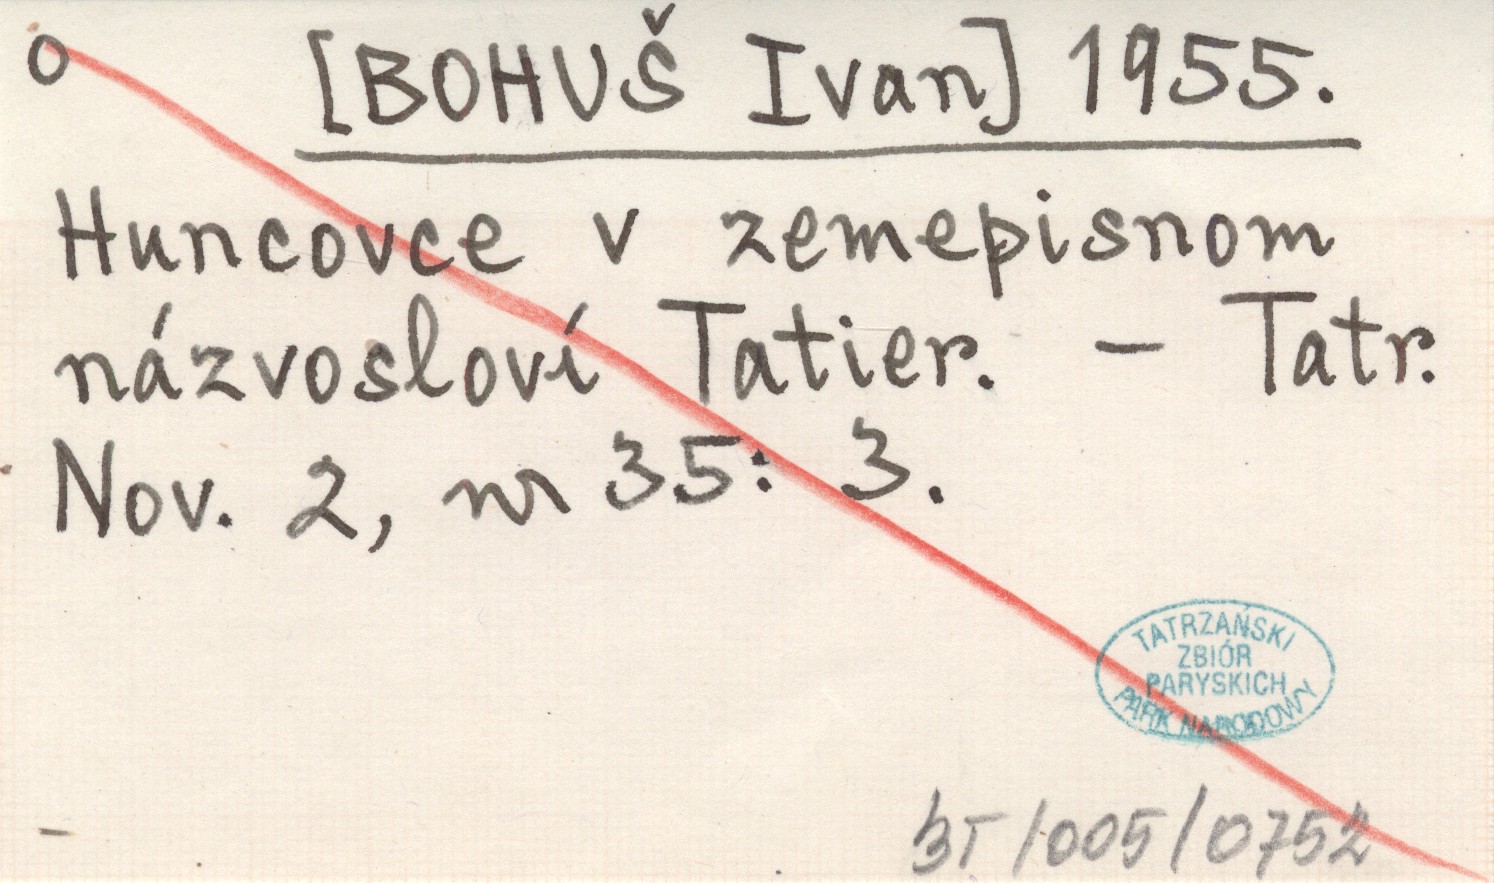 o [BOHUŠ Ivan] 1955.
Huncovce v zemepisnom
názvosloví Tatier. – Tatr.
Nov. 2, nr 35: 3.
TATRZAŃSKI
ZBIÓR
PARYSKICH
PARK NARODOWY
BT/005/0752